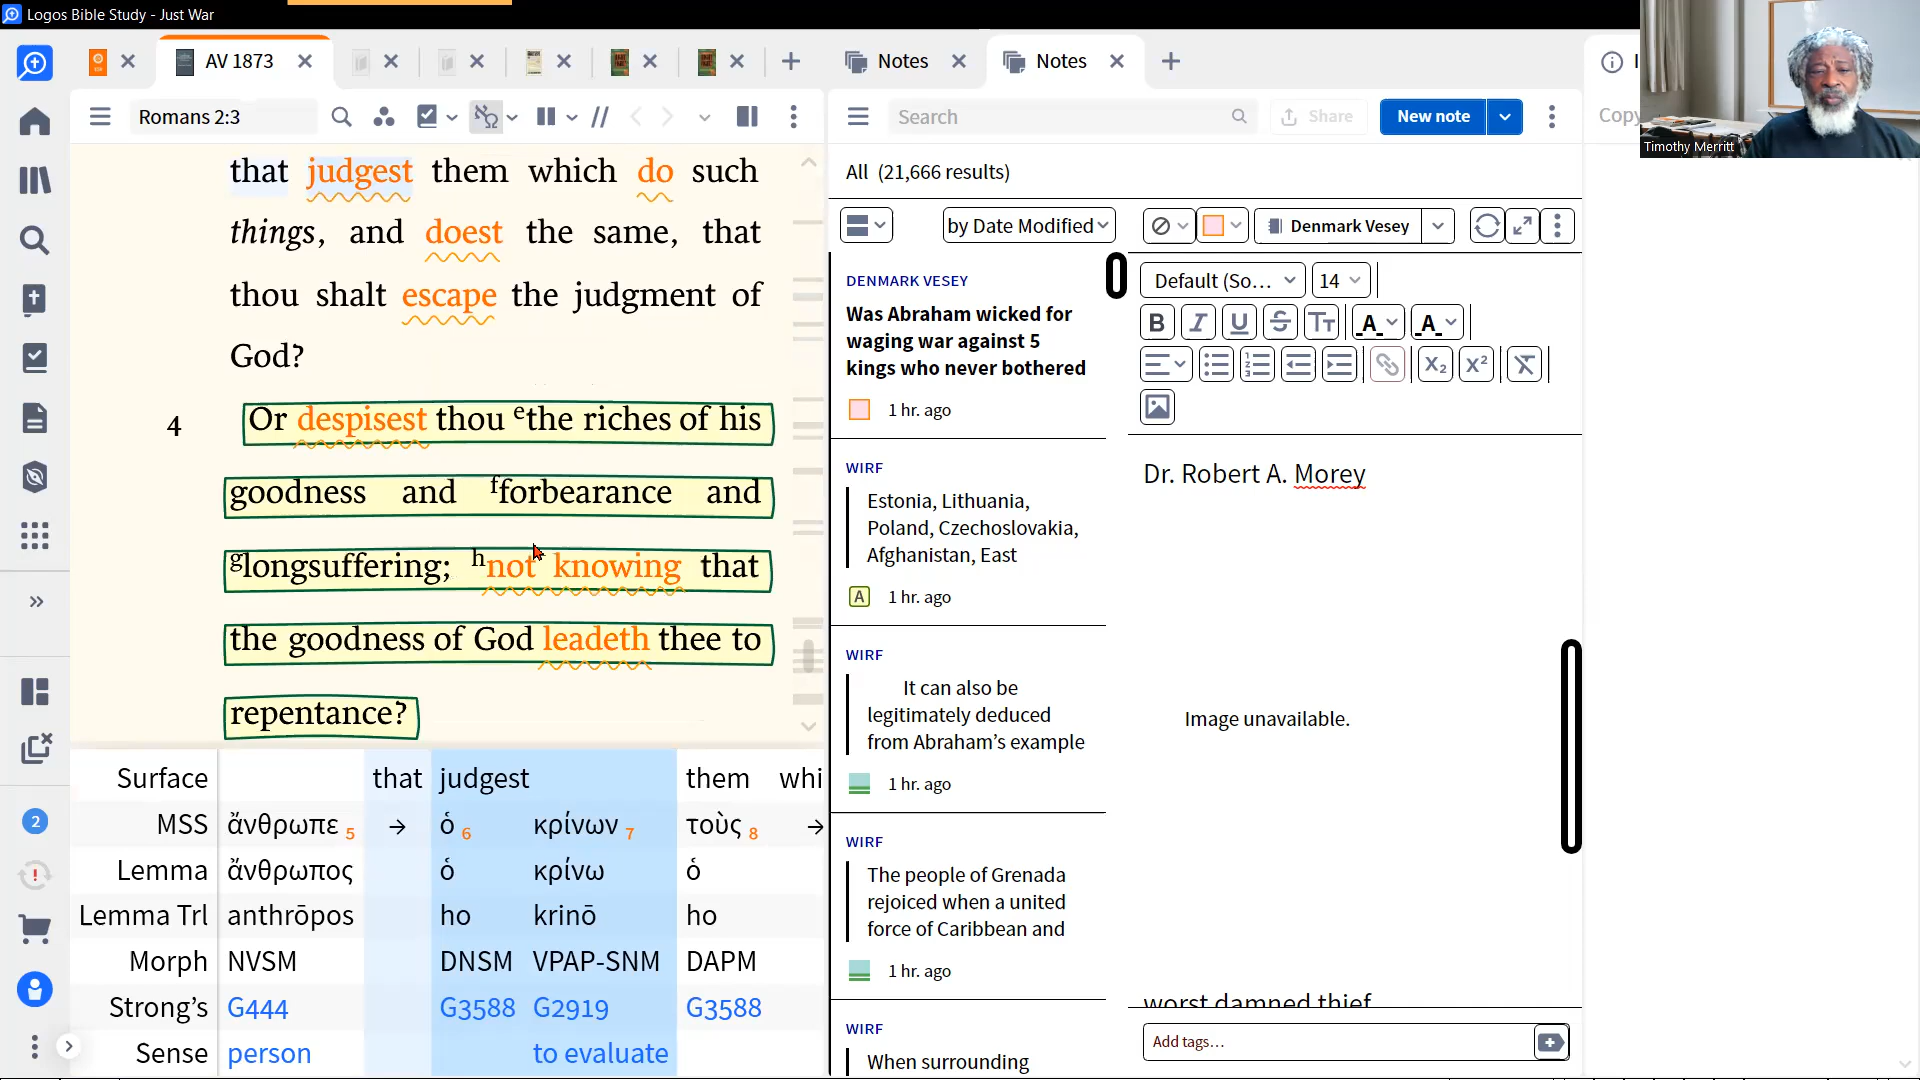 Logos Bible Study - Just War
AV 1873
Romans 2:3
that judgest them which do such
things, and doest the same, that
thou shalt escape the judgment of
God?
4 Or despisest thou ᵉthe riches of his
goodness and ᶠforbearance and
ᵍlongsuffering; ʰnot knowing that
the goodness of God leadeth thee to
repentance?
Surface that judgest them whi
MSS ἄνθρωπε 5 → ὁ 6 κρίνων 7 τοὺς 8 →
Lemma ἄνθρωπος ὁ κρίνω ὁ
Lemma Trl anthrōpos ho krinō ho
Morph NVSM DNSM VPAP-SNM DAPM
Strong’s G444 G3588 G2919 G3588
Sense person to evaluate
2
Notes
Notes
Search
Share
New note
All (21,666 results)
by Date Modified
Denmark Vesey
DENMARK VESEY
Was Abraham wicked for
waging war against 5
kings who never bothered
1 hr. ago
WIRF
Estonia, Lithuania,
Poland, Czechoslovakia,
Afghanistan, East
A 1 hr. ago
WIRF
It can also be
legitimately deduced
from Abraham’s example
1 hr. ago
WIRF
The people of Grenada
rejoiced when a united
force of Caribbean and
1 hr. ago
WIRF
When surrounding
Default (So... 14
B I U S Tт A A
X₂ X²
Dr. Robert A. Morey
Image unavailable.
worst damned thief
Add tags...
Copy
Timothy Merritt